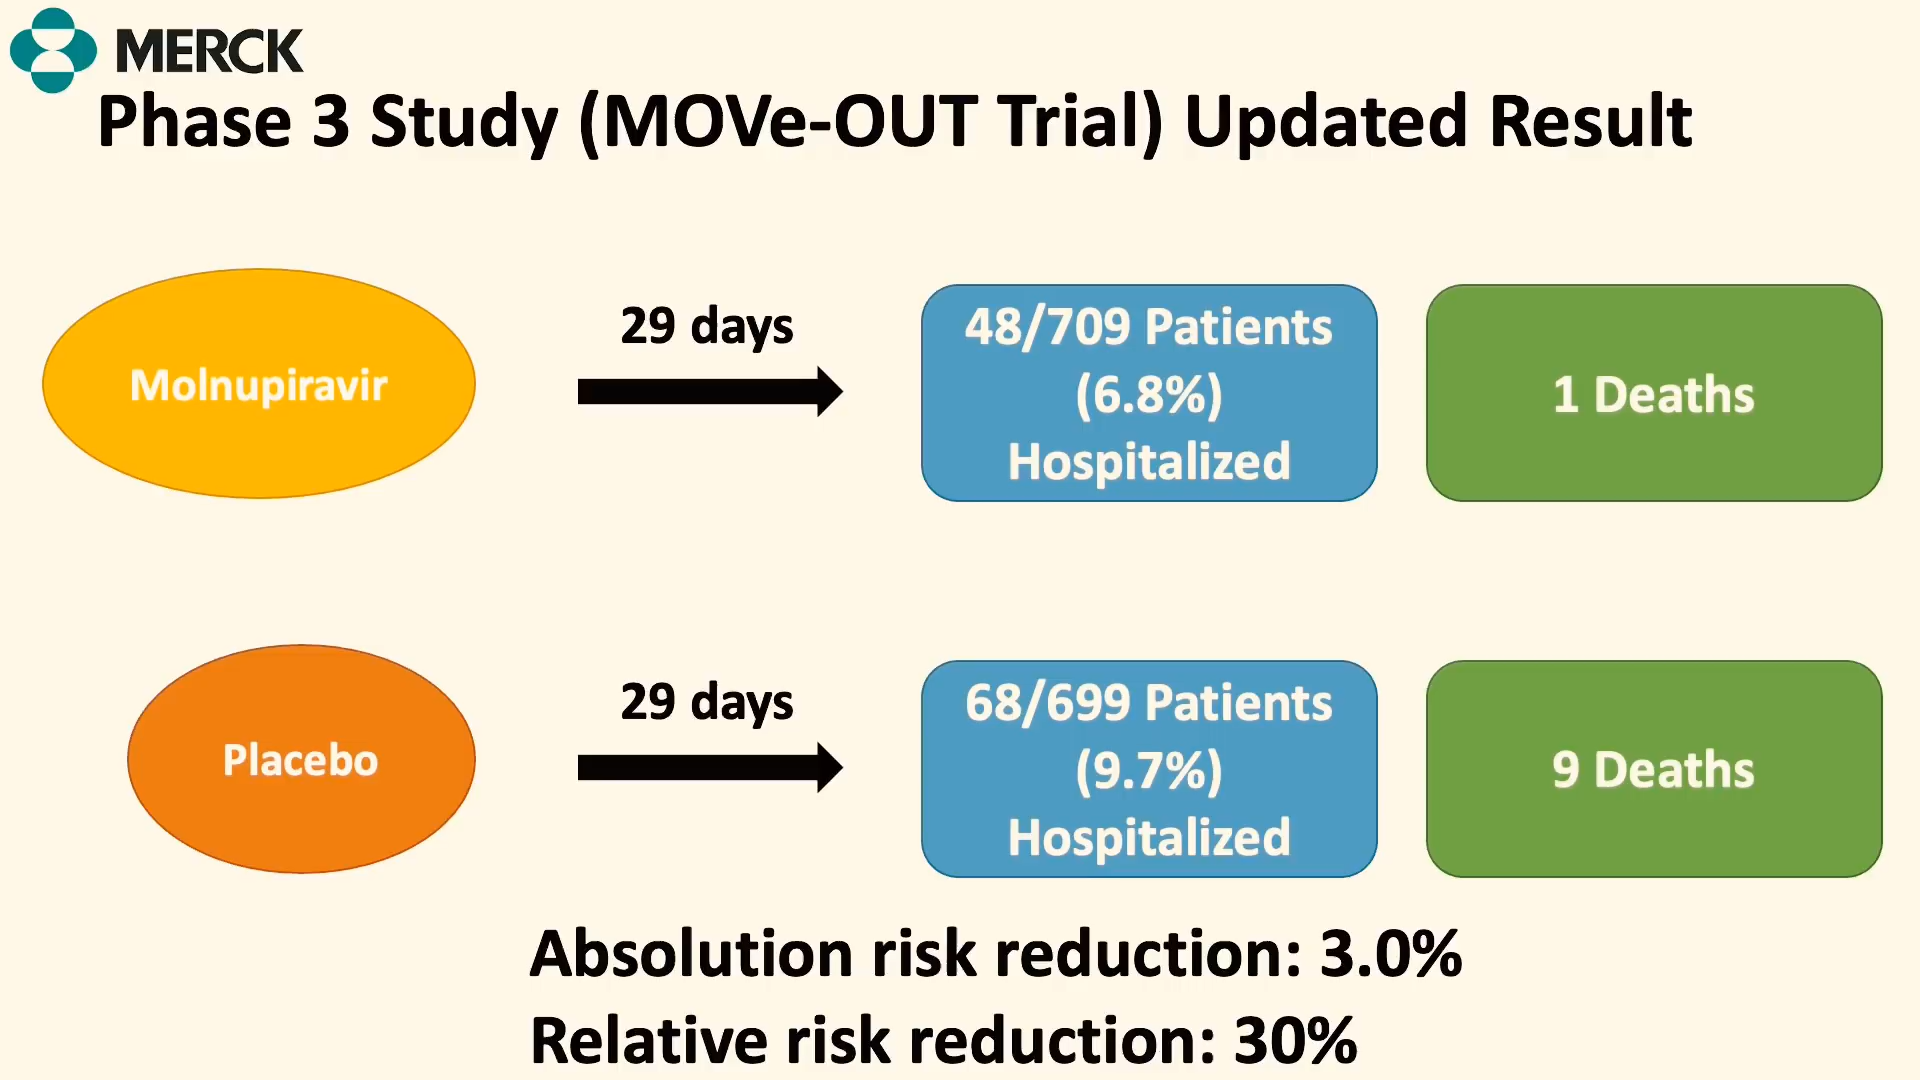 MERCK
Phase 3 Study (MOVe-OUT Trial) Updated Result
Molnupiravir
29 days
48/709 Patients
(6.8%)
Hospitalized
1 Deaths
Placebo
29 days
68/699 Patients
(9.7%)
Hospitalized
9 Deaths
Absolution risk reduction: 3.0%
Relative risk reduction: 30%